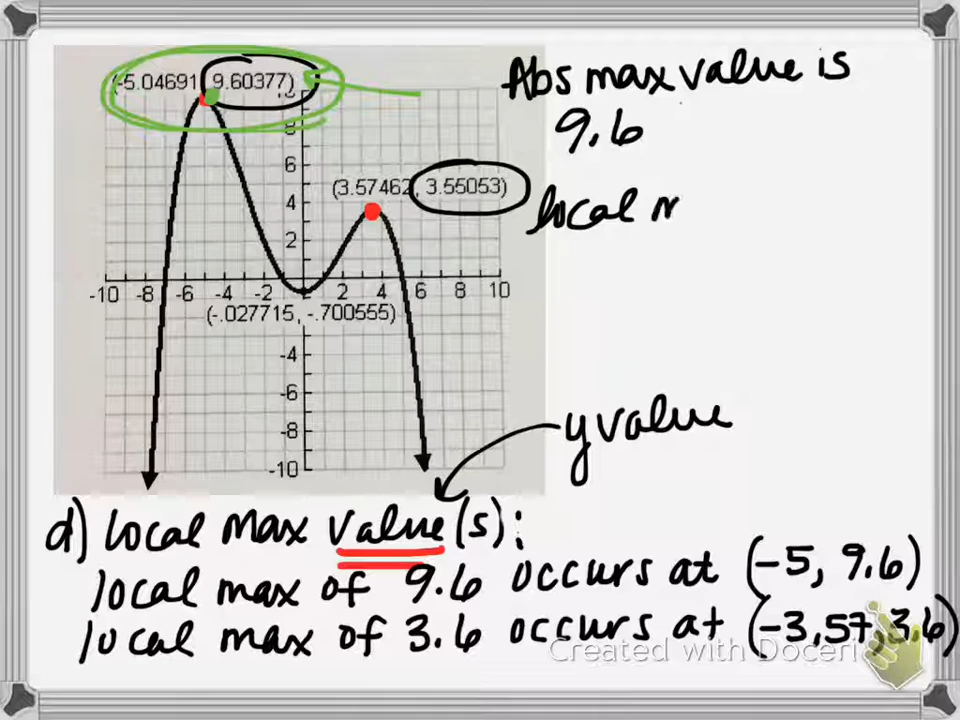 (-5.04691, 9.60377)
Abs max value is
9.6
(3.57462, 3.55053)
local
8
6
4
2
-10 -8 -6 -4 -2 2 4 6 8 10
(-.027715, -.700555)
-4
-6
-8
-10
y value
d) local max value(s):
local max of 9.6 occurs at (-5, 9.6)
local max of 3.6 occurs at (-3.57, 3.6)
Created with Doceri